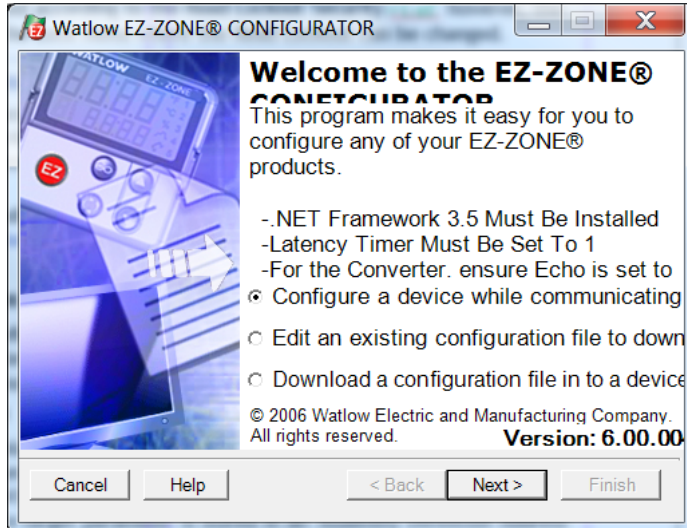 Watlow EZ-ZONE® CONFIGURATOR
WATLOW
EZ-ZONE
EZ
Welcome to the EZ-ZONE®
CONFIGURATOR
This program makes it easy for you to
configure any of your EZ-ZONE®
products.
-.NET Framework 3.5 Must Be Installed
-Latency Timer Must Be Set To 1
-For the Converter. ensure Echo is set to
Configure a device while communicating
Edit an existing configuration file to down
Download a configuration file in to a device
© 2006 Watlow Electric and Manufacturing Company.
All rights reserved.
Version: 6.00.00
Cancel
Help
< Back
Next >
Finish